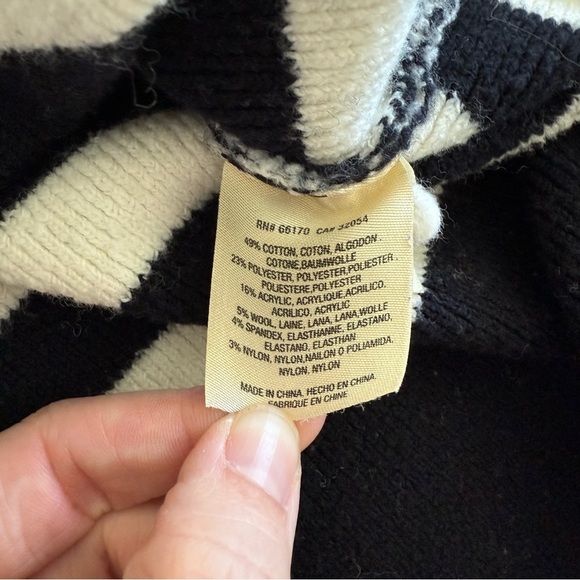 RN# 66170 CA# 32054
49% COTTON, COTON, ALGODON.
COTONE,BAUMWOLLE
23% POLYESTER, POLYESTER,POLIESTER,
POLIESTERE,POLYESTER
16% ACRYLIC, ACRYLIQUE,ACRILICO.
ACRILICO, ACRYLIC
5% WOOL, LAINE, LANA, LANA,WOLLE
4% SPANDEX, ELASTHANNE, ELASTANO,
ELASTANO, ELASTHAN
3% NYLON, NYLON,NAILON O POLIAMIDA,
NYLON, NYLON
MADE IN CHINA, HECHO EN CHINA.
FABRIQUE EN CHINE